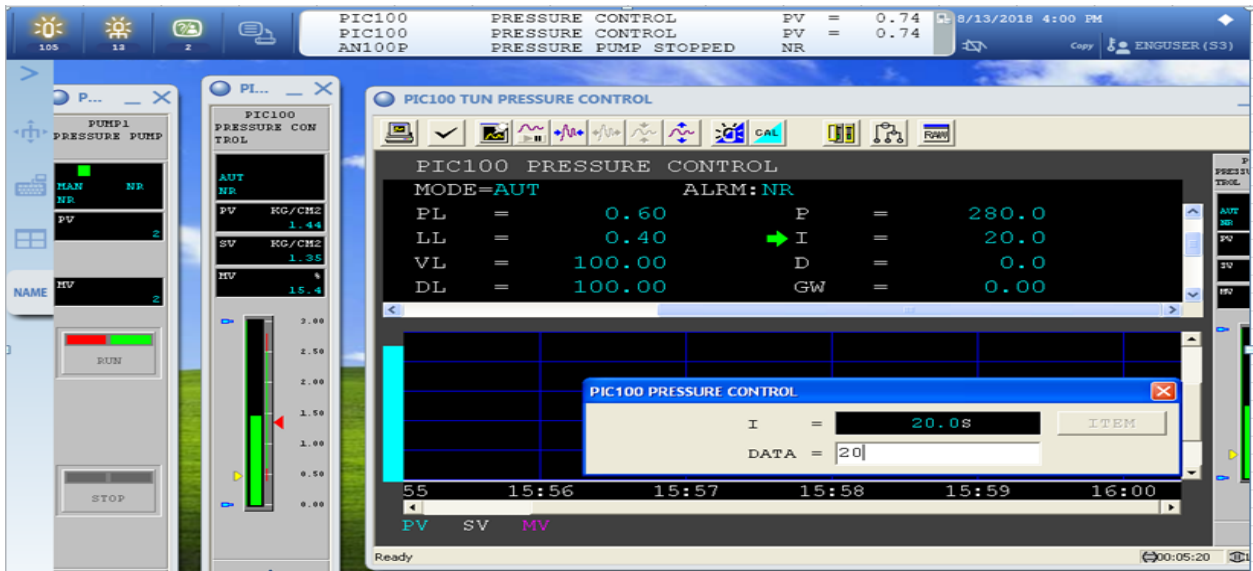 PIC100 PRESSURE CONTROL PV = 0.74
PIC100 PRESSURE CONTROL PV = 0.74
AN100P PRESSURE PUMP STOPPED NR
8/13/2018 4:00 PM
105
13
2
Copy
ENGUSER (S3)
P...
PUMP1
PRESSURE PUMP
MAN NR
NR
PV
2
MV
2
RUN
STOP
NAME
PI...
PIC100
PRESSURE CON
TROL
AUT
NR
PV KG/CM2
1.44
SV KG/CM2
1.35
MV %
15.4
3.00
2.50
2.00
1.50
1.00
0.50
0.00
PIC100 TUN PRESSURE CONTROL
CAL
RAW
PIC100 PRESSURE CONTROL
MODE=AUT ALRM:NR
PL = 0.60 P = 280.0
LL = 0.40 I = 20.0
VL = 100.00 D = 0.0
DL = 100.00 GW = 0.00
PIC100 PRESSURE CONTROL
I = 20.0S ITEM
DATA = 20
55 15:56 15:57 15:58 15:59 16:00
PV SV MV
Ready
00:05:20
P
PRESSU
TROL
AUT
NR
PV
SV
MV